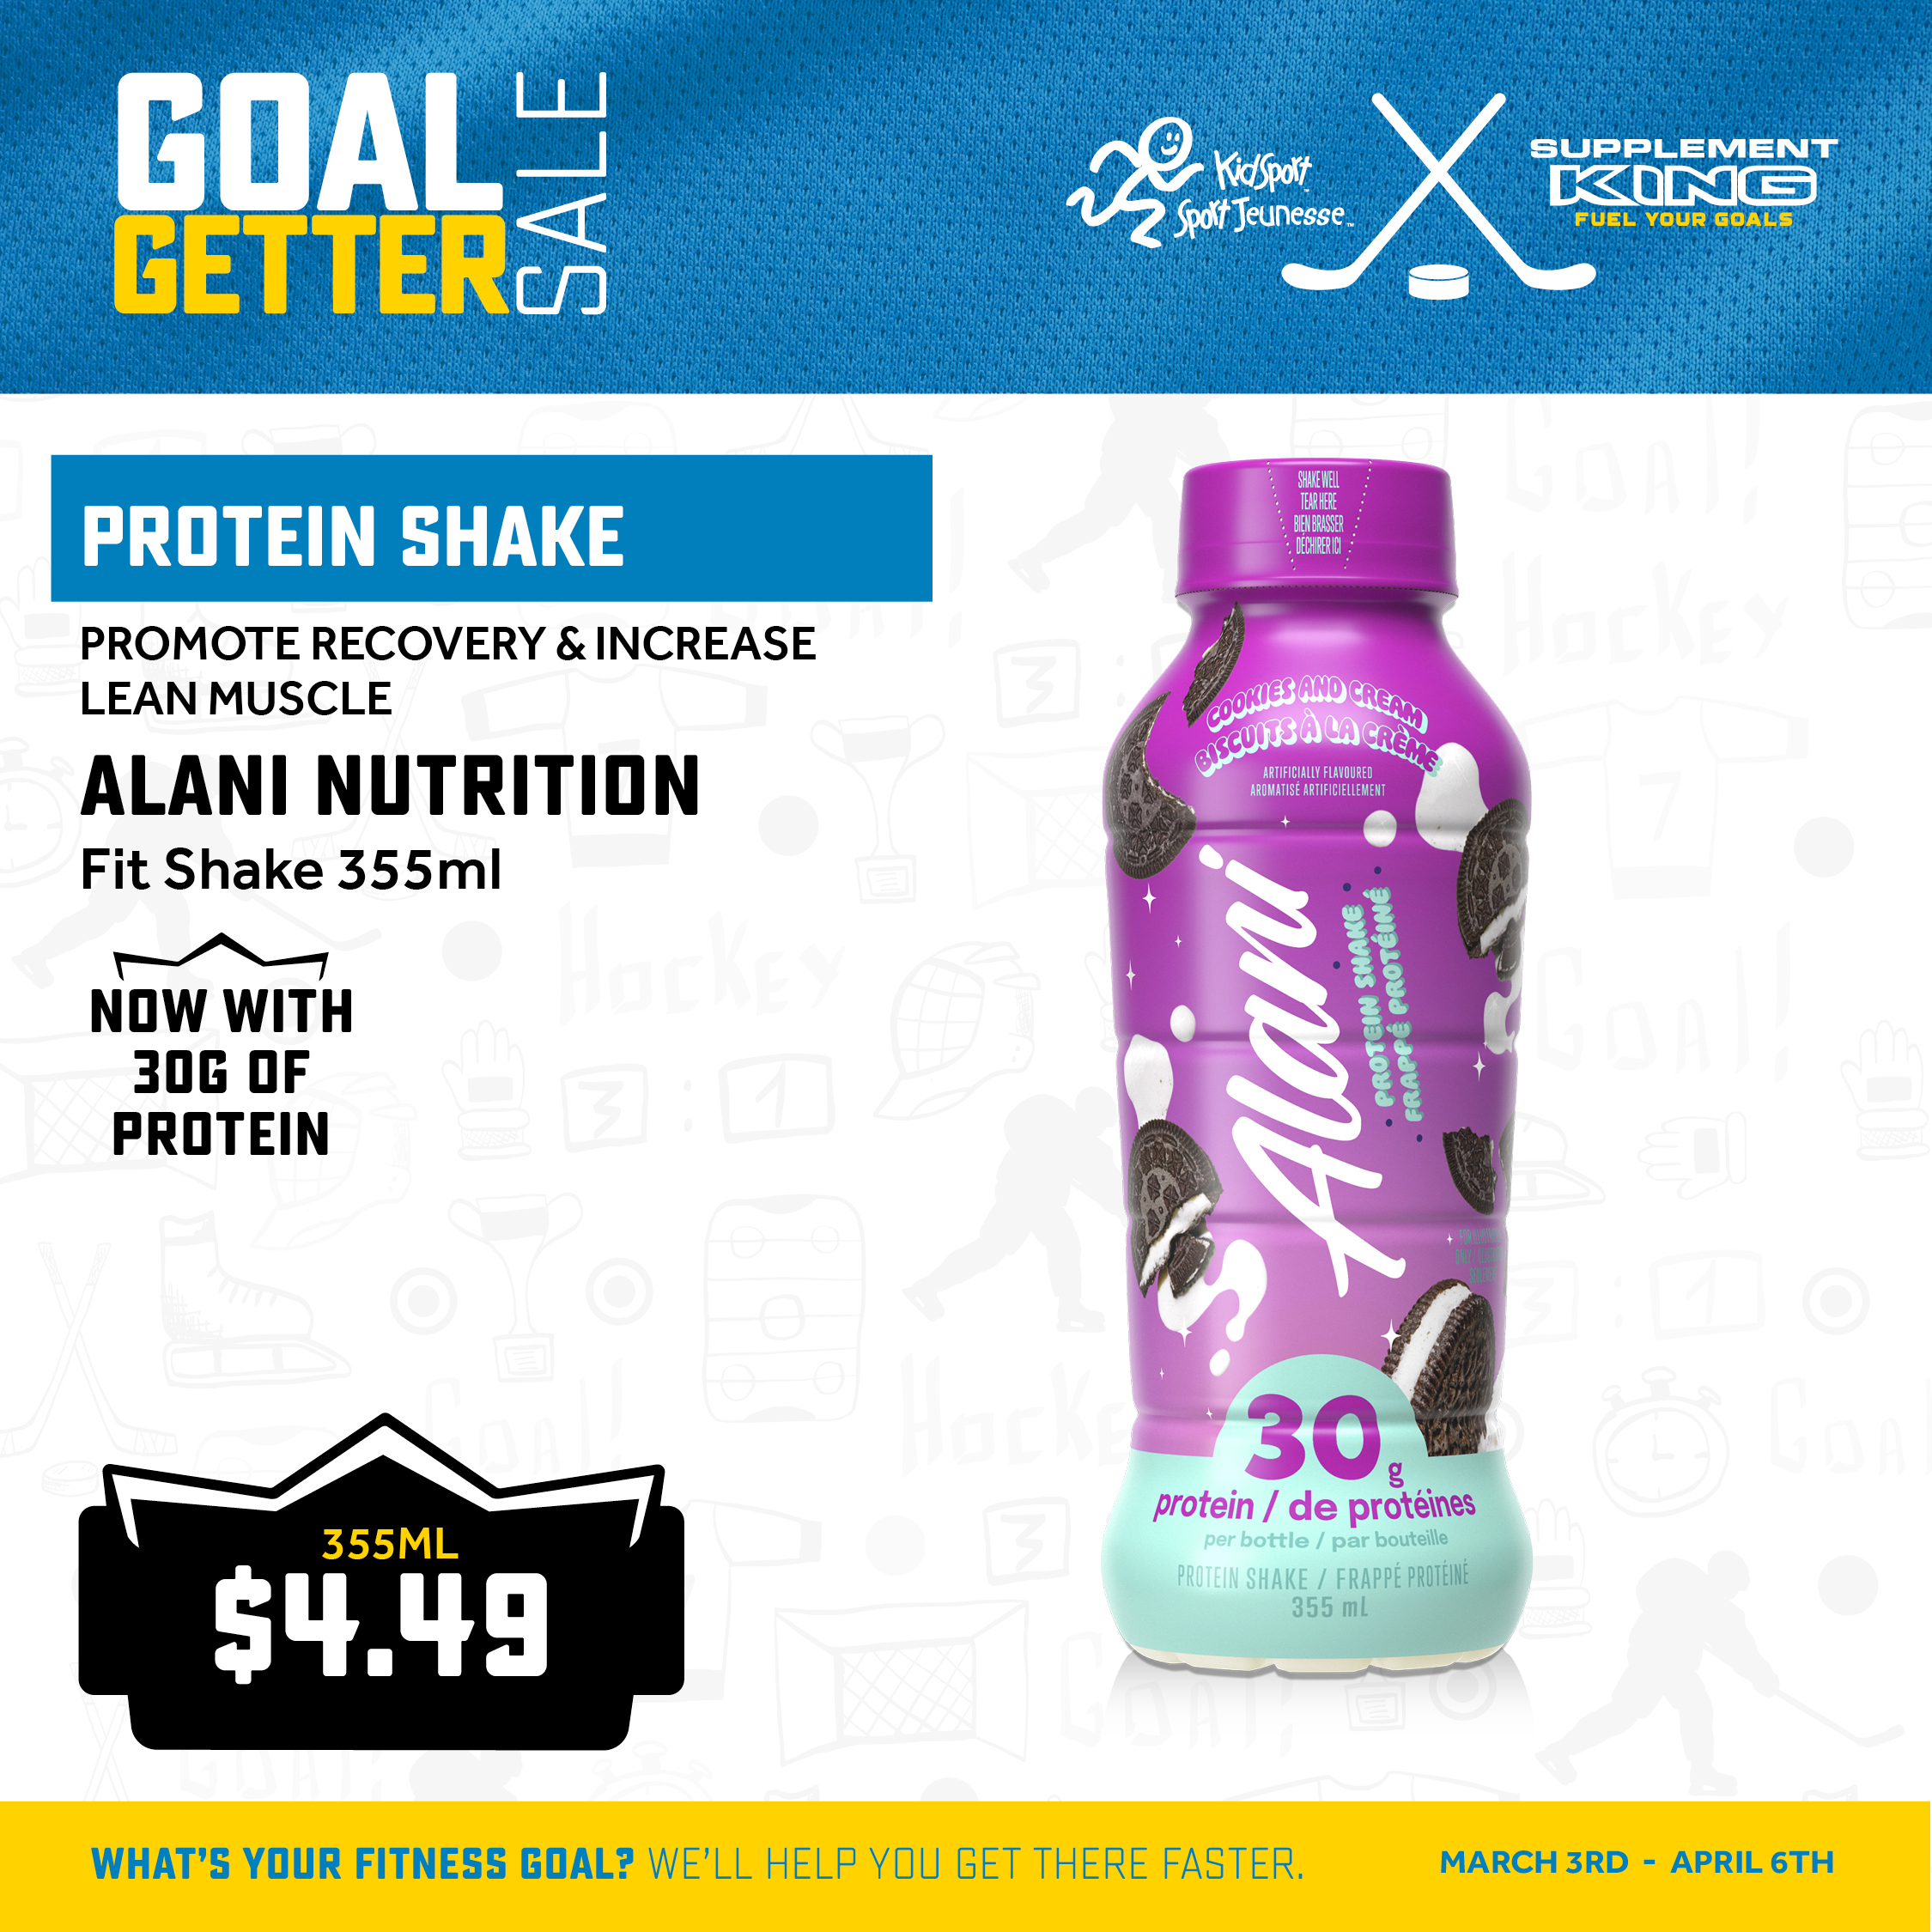 GOAL
GETTER
SALE
KidSport
Sport Jeunesse™
SUPPLEMENT
KING
FUEL YOUR GOALS
PROTEIN SHAKE
PROMOTE RECOVERY & INCREASE
LEAN MUSCLE
ALANI NUTRITION
Fit Shake 355ml
NOW WITH
30G OF
PROTEIN
355ML
$4.49
SHAKE WELL
TEAR HERE
BIEN BRASSER
DÉCHIRER ICI
COOKIES AND CREAM
BISCUITS À LA CRÈME
ARTIFICIALLY FLAVOURED
AROMATISÉ ARTIFICIELLEMENT
Alani
PROTEIN SHAKE
FRAPPÉ PROTÉINÉ
30 g
protein / de protéines
per bottle / par bouteille
PROTEIN SHAKE / FRAPPÉ PROTÉINÉ
355 mL
WHAT'S YOUR FITNESS GOAL? WE'LL HELP YOU GET THERE FASTER.
MARCH 3RD - APRIL 6TH